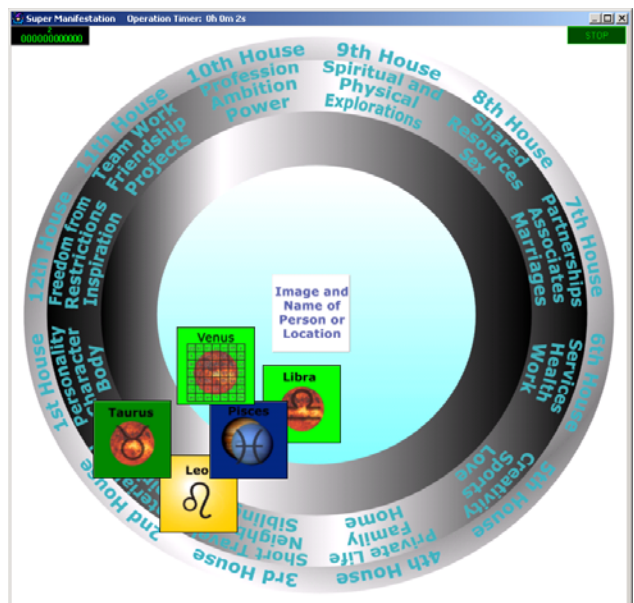 Super Manifestation Operation Timer: 0h 0m 2s
2
000000000000
STOP
10th House
Profession
Ambition
Power
9th House
Spiritual and
Physical
Explorations
8th House
Shared
Resources
Sex
7th House
Partnerships
Associates
Marriages
6th House
Services
Health
Work
5th House
Creativity
Sports
Love
4th House
Private Life
Family
Home
3rd House
Short Travel
2nd House
1st House
Personality
Character
Body
12th House
Freedom from
Restrictions
Inspiration
11th House
Team Work
Friendship
Projects
Image and
Name of
Person or
Location
Venus
Libra
Taurus
Pisces
Leo